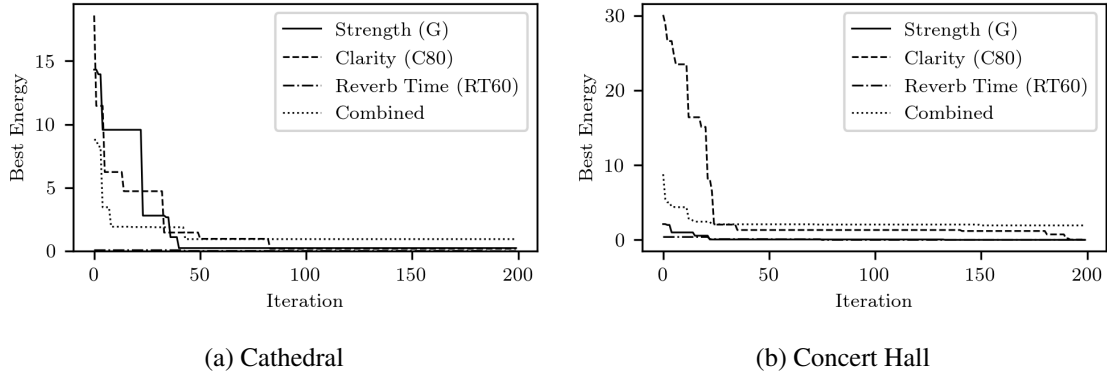 Best Energy
15
10
5
0
0
50
100
150
200
Iteration
Strength (G)
Clarity (C80)
Reverb Time (RT60)
Combined
(a) Cathedral
Best Energy
30
20
10
0
0
50
100
150
200
Iteration
Strength (G)
Clarity (C80)
Reverb Time (RT60)
Combined
(b) Concert Hall